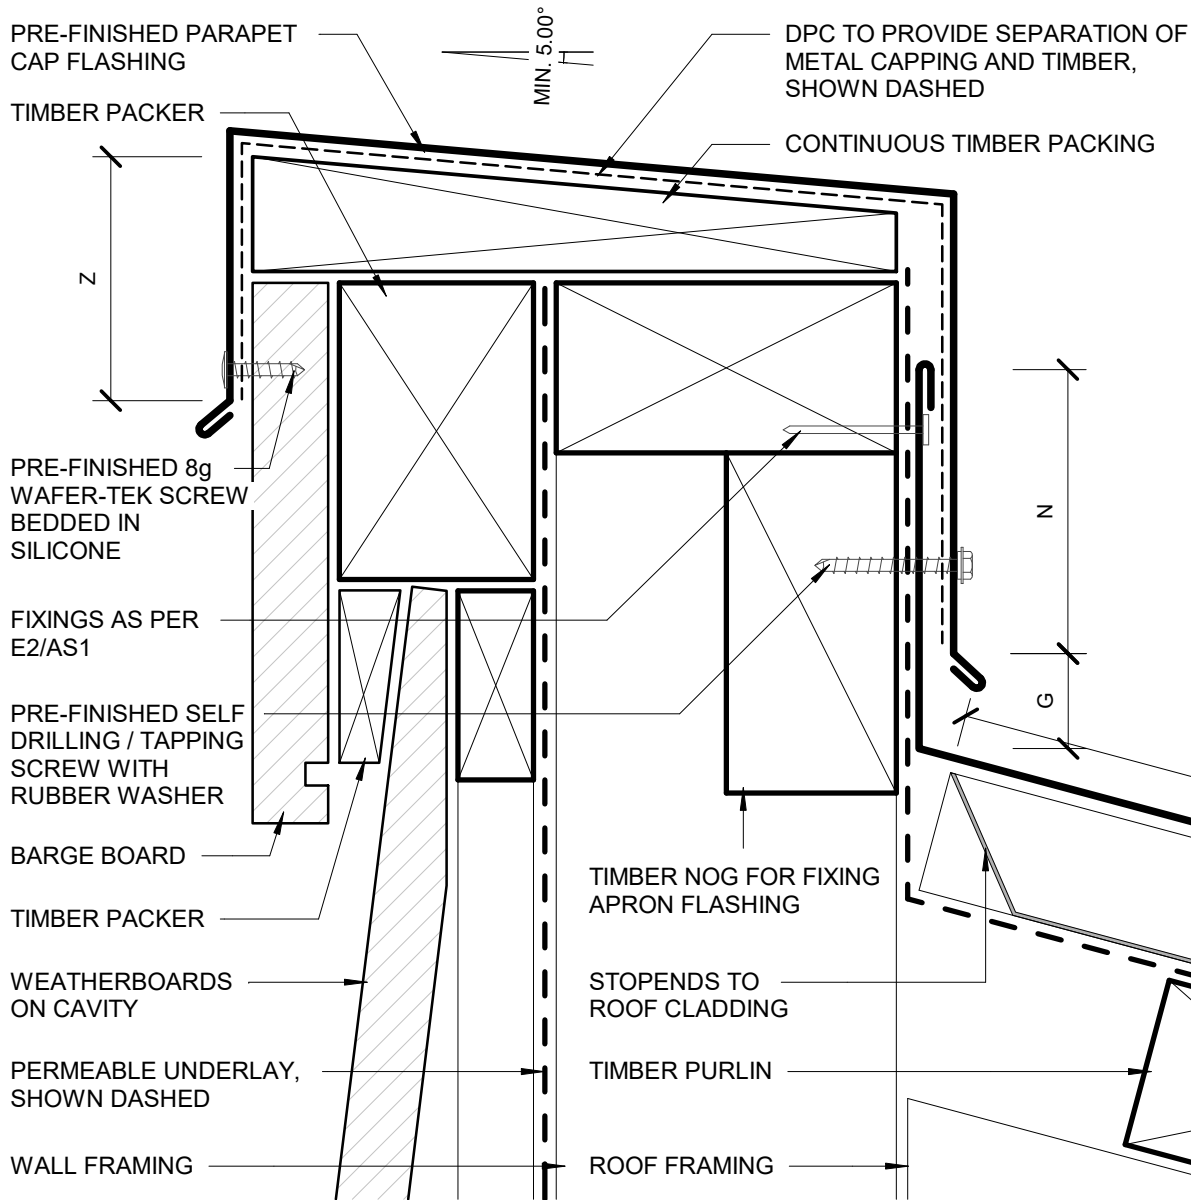 PRE-FINISHED PARAPET
CAP FLASHING
TIMBER PACKER
MIN. 5.00°
DPC TO PROVIDE SEPARATION OF
METAL CAPPING AND TIMBER,
SHOWN DASHED
CONTINUOUS TIMBER PACKING
Z
PRE-FINISHED 8g
WAFER-TEK SCREW
BEDDED IN
SILICONE
FIXINGS AS PER
E2/AS1
PRE-FINISHED SELF
DRILLING / TAPPING
SCREW WITH
RUBBER WASHER
BARGE BOARD
TIMBER PACKER
WEATHERBOARDS
ON CAVITY
PERMEABLE UNDERLAY,
SHOWN DASHED
WALL FRAMING
N
G
TIMBER NOG FOR FIXING
APRON FLASHING
STOPENDS TO
ROOF CLADDING
TIMBER PURLIN
ROOF FRAMING